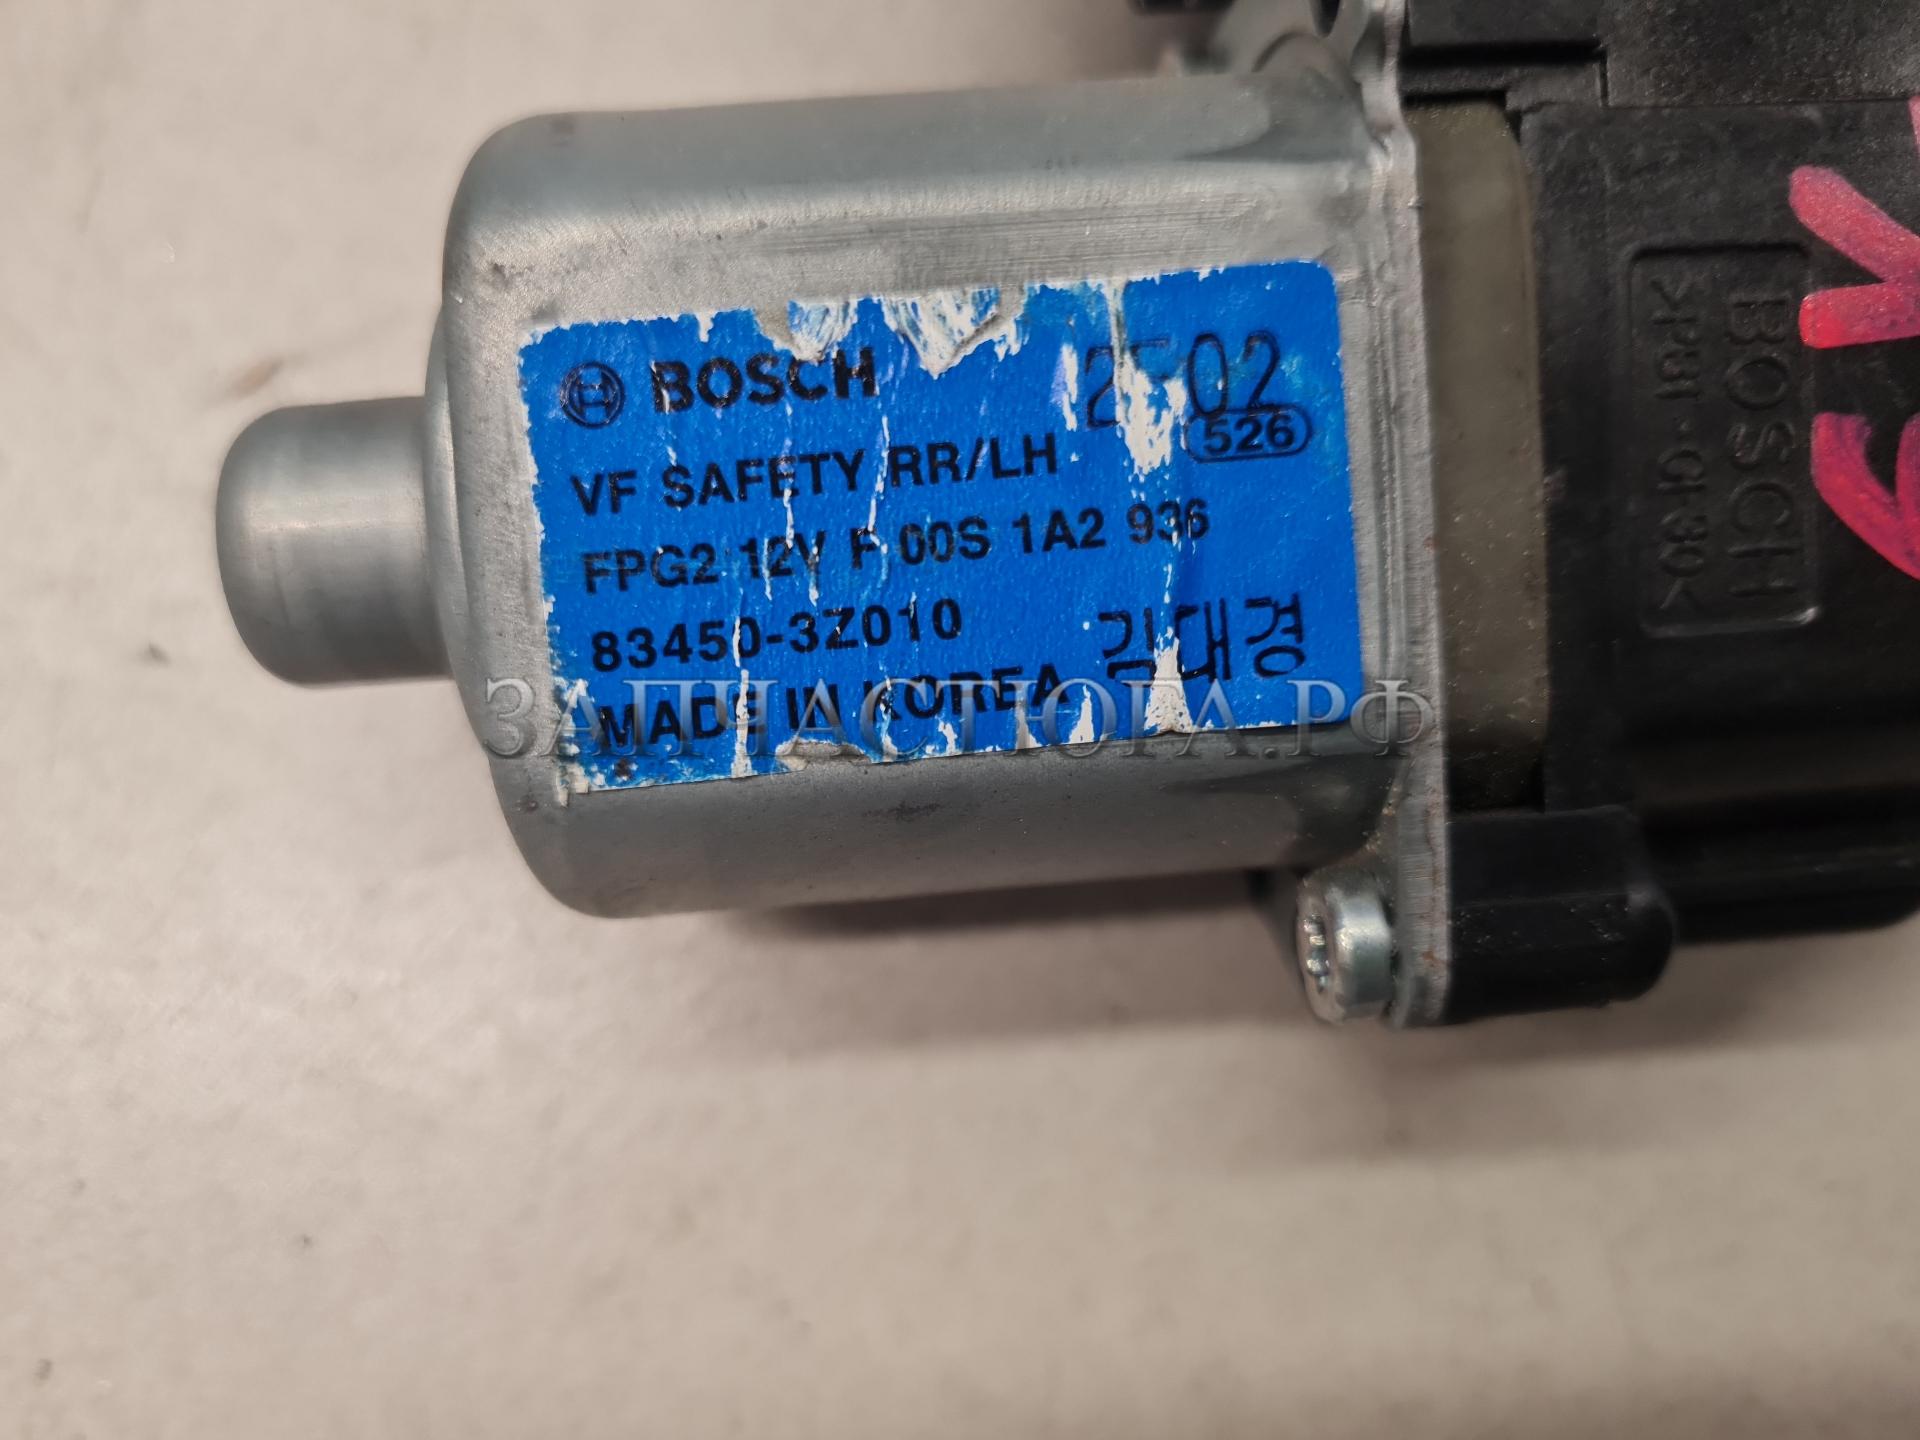 BOSCH
526
VF SAFETY RR/LH
FPG2 12V F 00S 1A2 936
83450-3Z010
김대경
MADE IN KOREA
ЗАПЧАСТЮГА.РФ
BOSCH